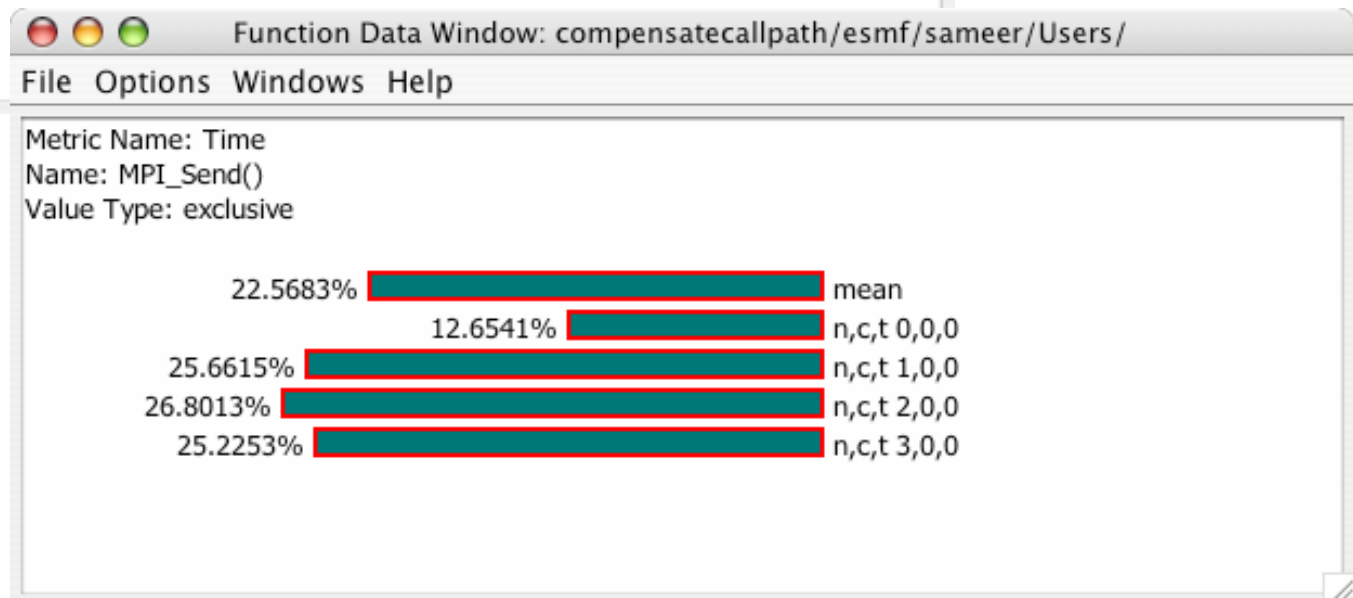 Function Data Window: compensatecallpath/esmf/sameer/Users/
File Options Windows Help
Metric Name: Time
Name: MPI_Send()
Value Type: exclusive
22.5683% mean
12.6541% n,c,t 0,0,0
25.6615% n,c,t 1,0,0
26.8013% n,c,t 2,0,0
25.2253% n,c,t 3,0,0